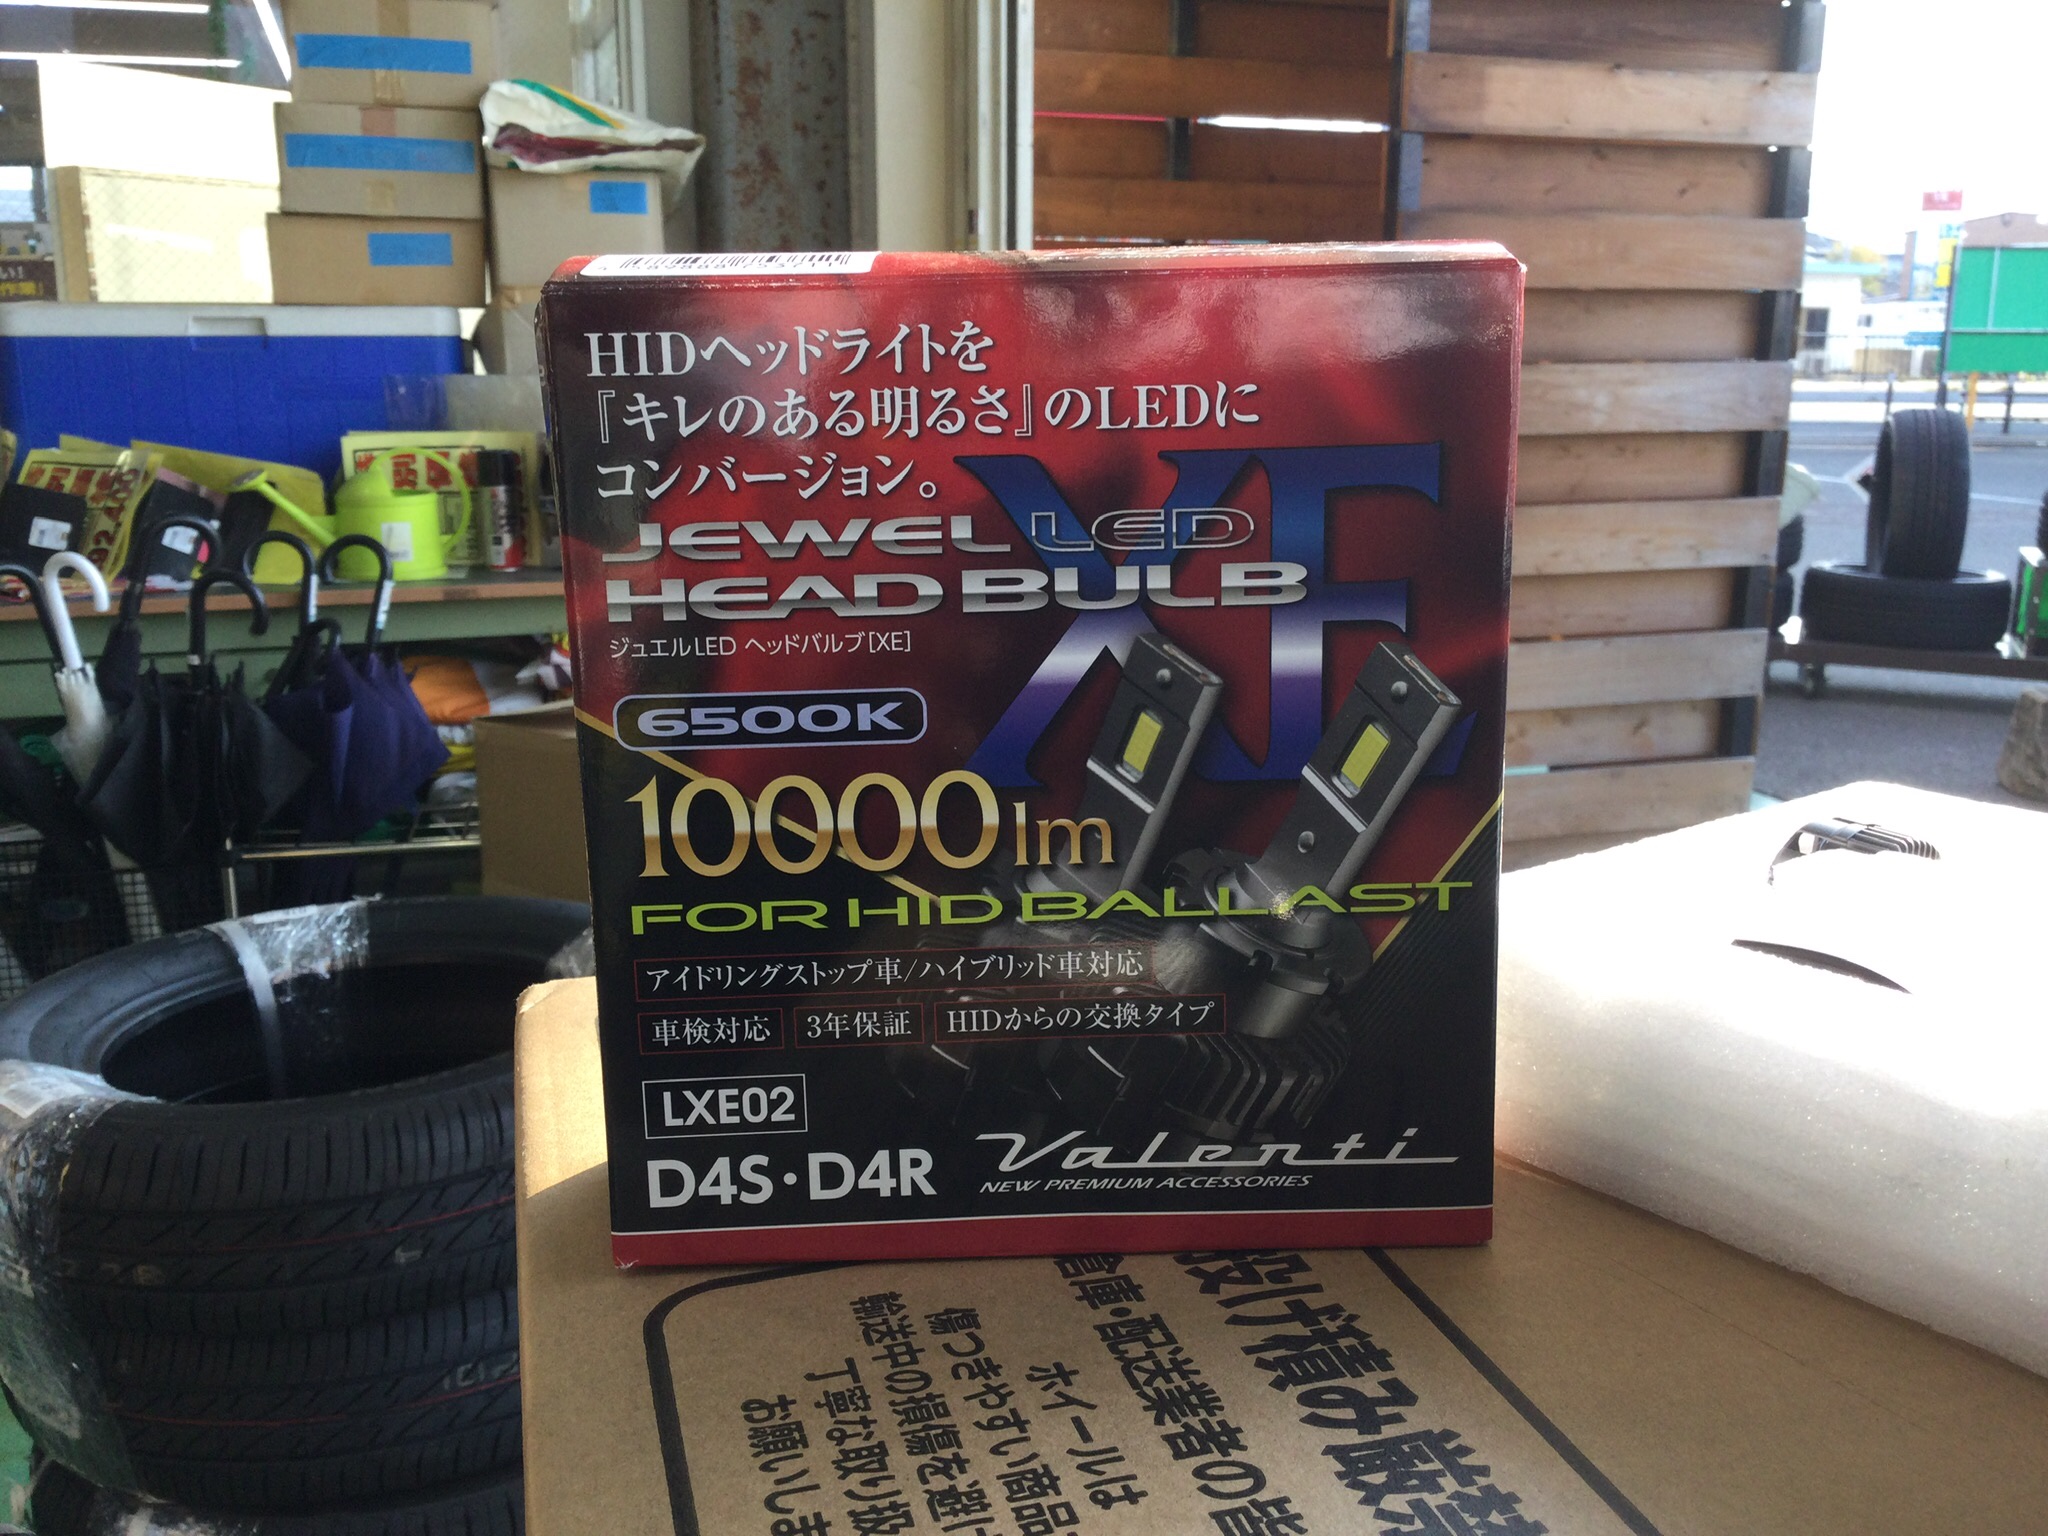 HIDヘッドライトを
『キレのある明るさ』のLEDに
コンバージョン。
XE
JEWEL LED
HEAD BULB
ジュエルLED ヘッドバルブ[XE]
6500K
10000lm
FOR HID BALLAST
アイドリングストップ車/ハイブリッド車対応
車検対応 3年保証 HIDからの交換タイプ
LXE02
D4S・D4R
Valenti
NEW PREMIUM ACCESSORIES
投げ積み厳
倉庫・配送業者の皆
ホイールは
傷つきやすい商品
輸送中の損傷を避け
丁寧な取り扱
お願いしま